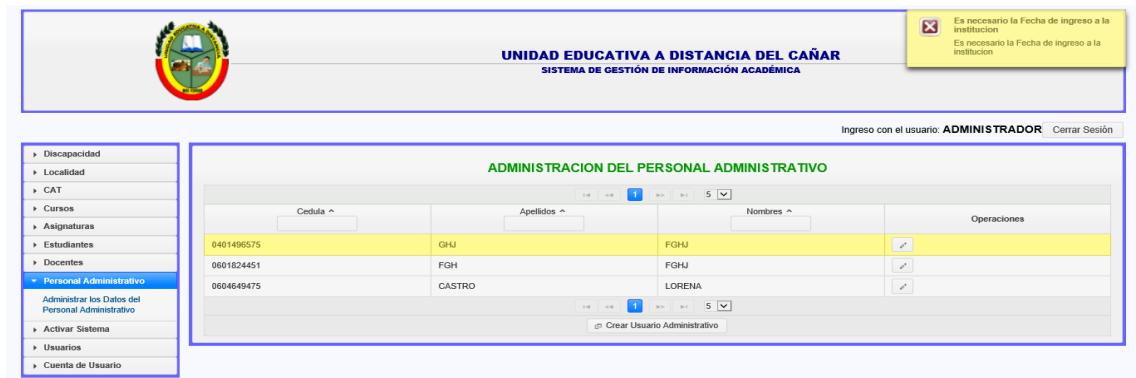 Es necesario la Fecha de ingreso a la
institucion
Es necesario la Fecha de ingreso a la
institucion
UNIDAD EDUCATIVA A DISTANCIA DEL CAÑAR
SISTEMA DE GESTIÓN DE INFORMACIÓN ACADÉMICA
Ingreso con el usuario: ADMINISTRADOR Cerrar Sesión
Discapacidad
Localidad
CAT
Cursos
Asignaturas
Estudiantes
Docentes
Personal Administrativo
Administrar los Datos del
Personal Administrativo
Activar Sistema
Usuarios
Cuenta de Usuario
ADMINISTRACION DEL PERSONAL ADMINISTRATIVO
1 5
Cedula Apellidos Nombres Operaciones
0401496575 GHJ FGHJ
0601824451 FGH FGHJ
0604649475 CASTRO LORENA
1 5
Crear Usuario Administrativo